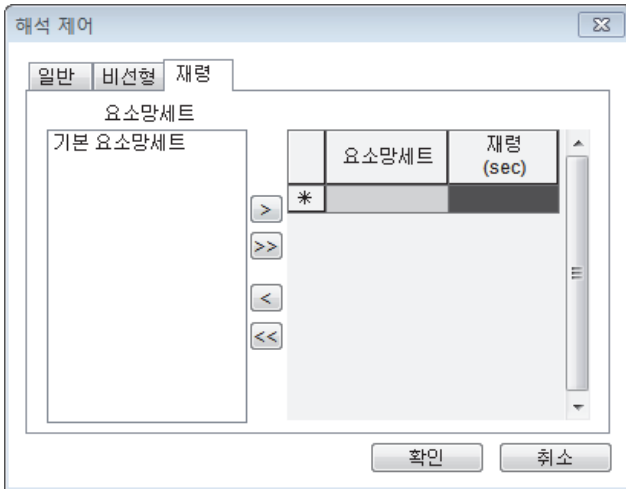 해석 제어
일반 비선형 재령
요소망세트
기본 요소망세트
요소망세트 재령
(sec)
*
>
>>
<
<<
확인 취소